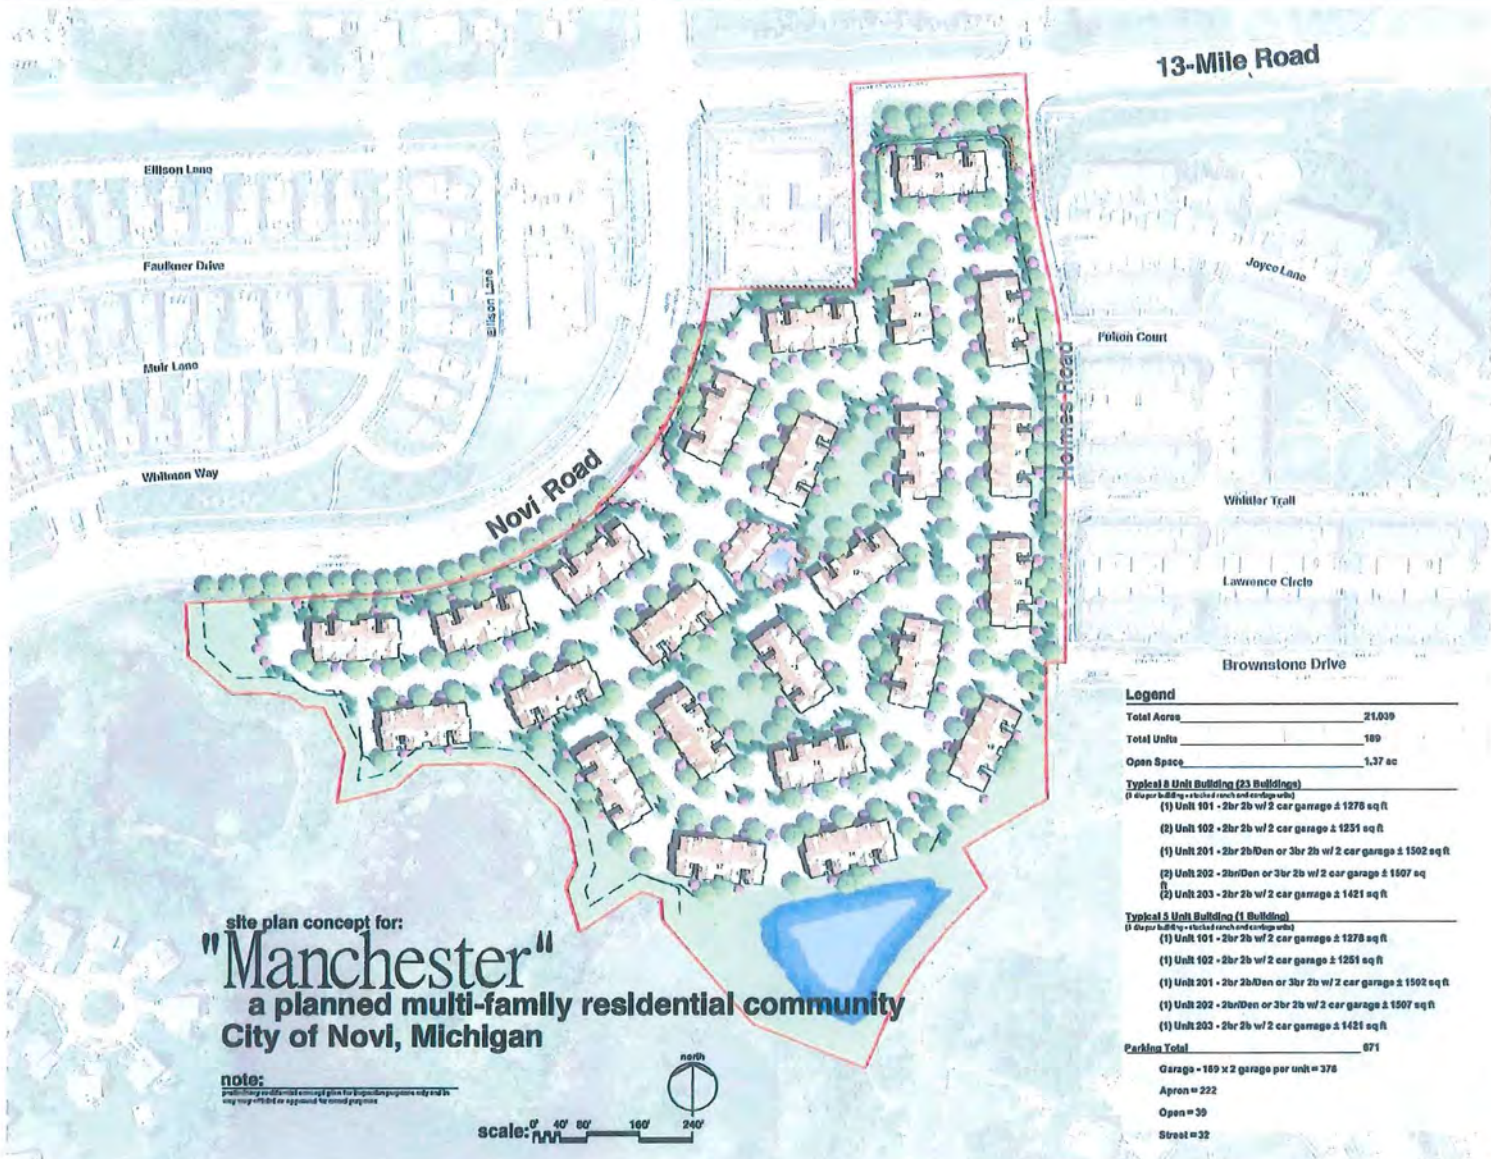 13-Mile Road
Ellison Lane
Faulkner Drive
Ellison Lane
Joyce Lane
Muir Lane
Fulton Court
Holmes Road
Whitman Way
Novi Road
Whittier Trail
Lawrence Circle
Brownstone Drive
Legend
Total Acres 21.039
Total Units 189
Open Space 1.37 ac
Typical 8 Unit Building (23 Buildings)
(1) Unit 101 - 2br 2b w/ 2 car garrage ± 1278 sq ft
(2) Unit 102 - 2br 2b w/ 2 car garage ± 1251 sq ft
(1) Unit 201 - 2br 2b/Den or 3br 2b w/ 2 car garage ± 1502 sq ft
(2) Unit 202 - 2br/Den or 3br 2b w/ 2 car garage ± 1507 sq
ft
(2) Unit 203 - 2br 2b w/ 2 car garage ± 1421 sq ft
Typical 5 Unit Building (1 Building)
(1) Unit 101 - 2br 2b w/ 2 car garage ± 1278 sq ft
(1) Unit 102 - 2br 2b w/ 2 car garage ± 1251 sq ft
(1) Unit 201 - 2br 2b/Den or 3br 2b w/ 2 car garage ± 1502 sq ft
(1) Unit 202 - 2br/Den or 3br 2b w/ 2 car garage ± 1507 sq ft
(1) Unit 203 - 2br 2b w/ 2 car garrage ± 1421 sq ft
Parking Total 671
Garage - 189 x 2 garage per unit = 378
Apron = 222
Open = 39
Street = 32
site plan concept for:
"Manchester"
a planned multi-family residential community
City of Novi, Michigan
note:
north
scale: 0' 40' 80' 160' 240'